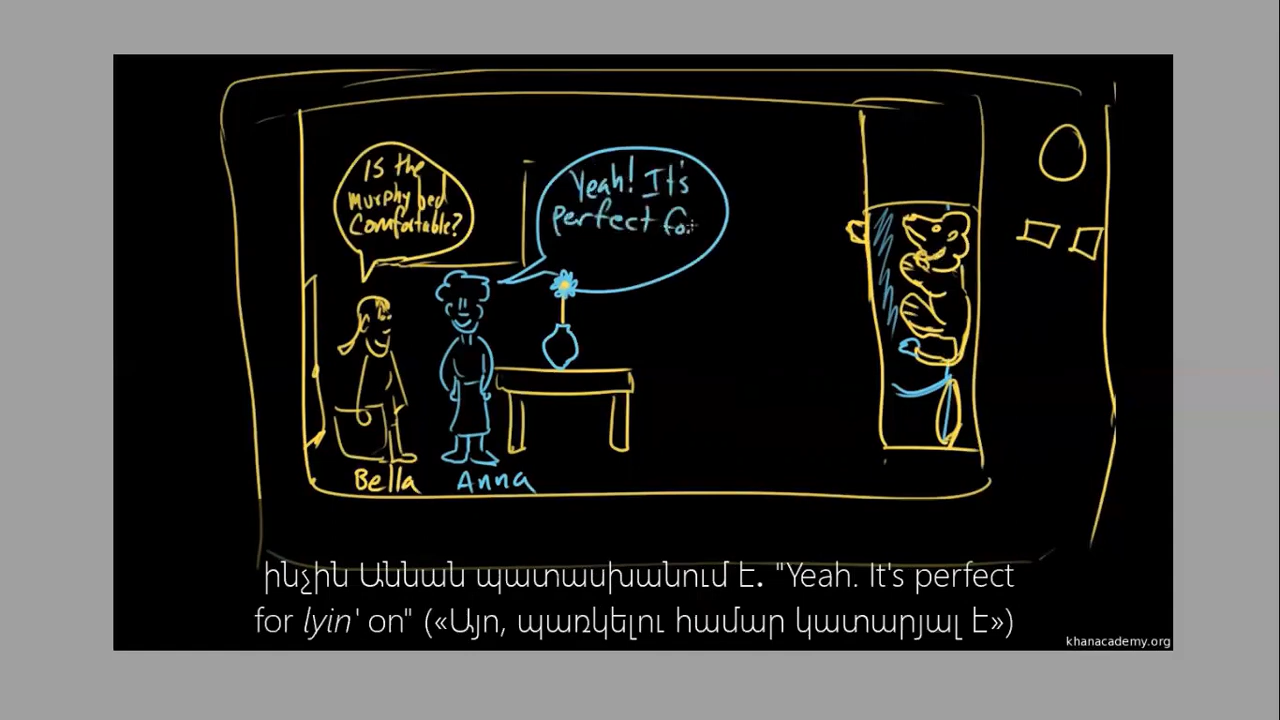 Is the
murphy bed
Comfortable?
Yeah! It's
perfect fo
Bella
Anna
ինչին Աննան պատասխանում է. "Yeah. It's perfect
for lyin' on" («Այո, պառկելու համար կատարյալ է»)
khanacademy.org